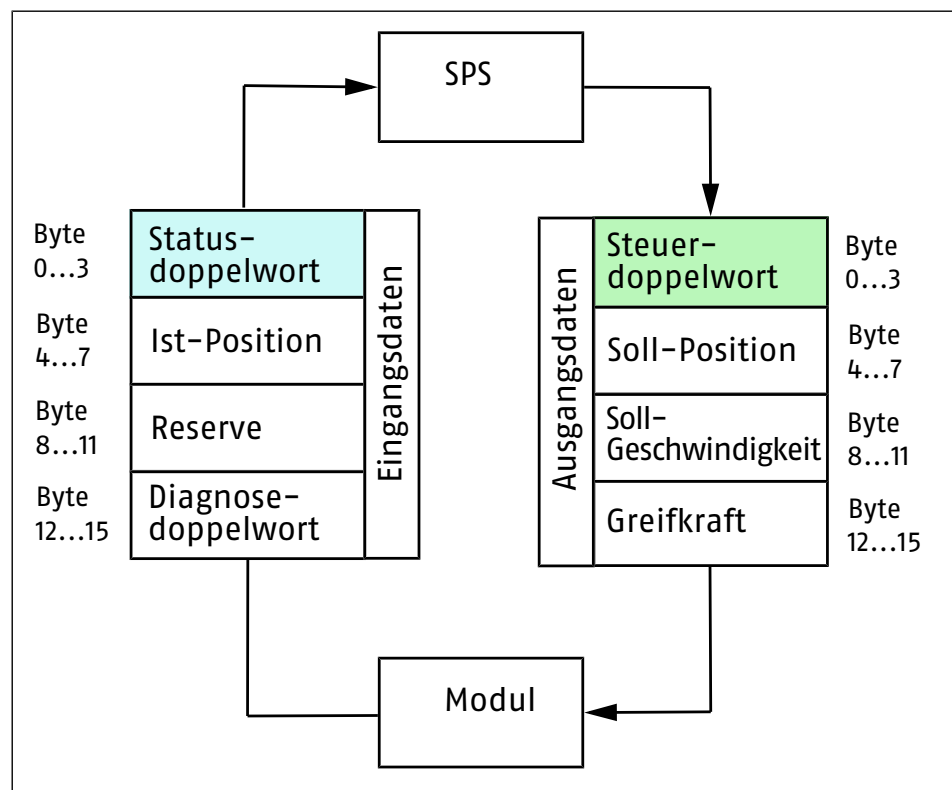 SPS
Byte
0...3
Status-
doppelwort
Byte
4...7
Ist-Position
Byte
8...11
Reserve
Byte
12...15
Diagnose-
doppelwort
Eingangsdaten
Ausgangsdaten
Steuer-
doppelwort
Byte
0...3
Soll-Position
Byte
4...7
Soll-
Geschwindigkeit
Byte
8...11
Greifkraft
Byte
12...15
Modul